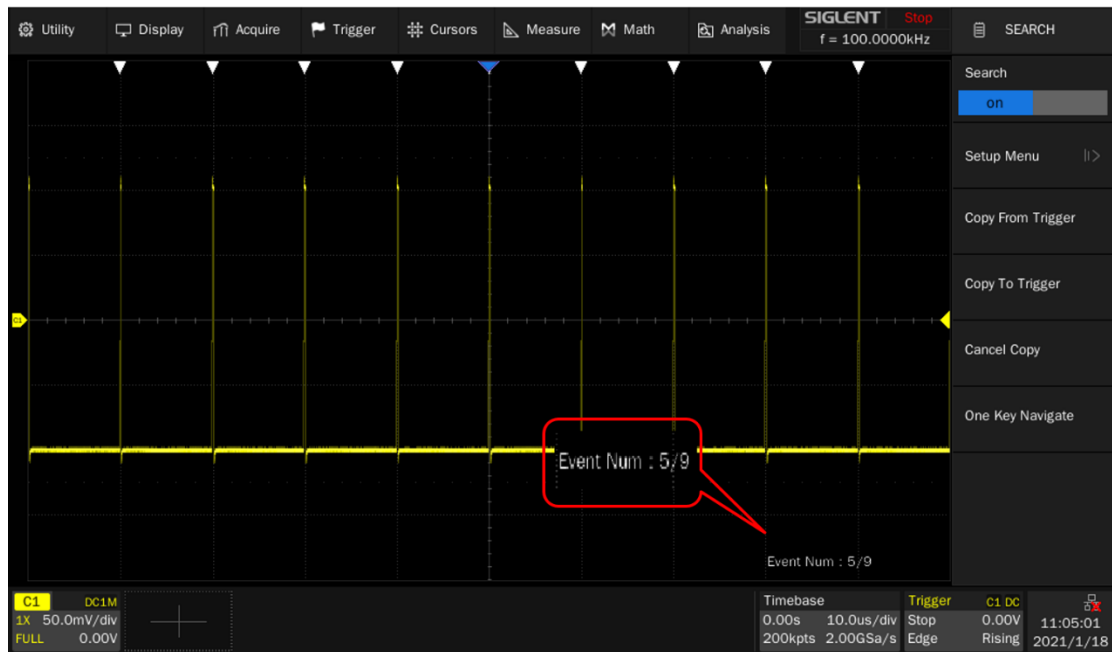 Utility Display Acquire Trigger Cursors Measure Math Analysis
SIGLENT Stop
f = 100.0000kHz
SEARCH
Search
on
Setup Menu
Copy From Trigger
Copy To Trigger
Cancel Copy
One Key Navigate
C1
Event Num : 5/9
Event Num : 5/9
C1 DC1M
1X 50.0mV/div
FULL 0.00V
Timebase
0.00s 10.0us/div
200kpts 2.00GSa/s
Trigger C1 DC
Stop 0.00V
Edge Rising
11:05:01
2021/1/18